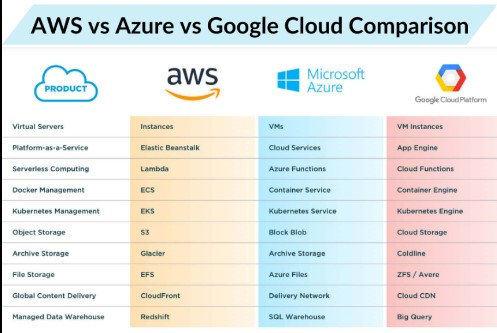 AWS vs Azure vs Google Cloud Comparison
PRODUCT aws Microsoft Azure Google Cloud Platform
Virtual Servers Instances VMs VM Instances
Platform-as-a-Service Elastic Beanstalk Cloud Services App Engine
Serverless Computing Lambda Azure Functions Cloud Functions
Docker Management ECS Container Service Container Engine
Kubernetes Management EKS Kubernetes Service Kubernetes Engine
Object Storage S3 Block Blob Cloud Storage
Archive Storage Glacier Archive Storage Coldline
File Storage EFS Azure Files ZFS / Avere
Global Content Delivery CloudFront Delivery Network Cloud CDN
Managed Data Warehouse Redshift SQL Warehouse Big Query